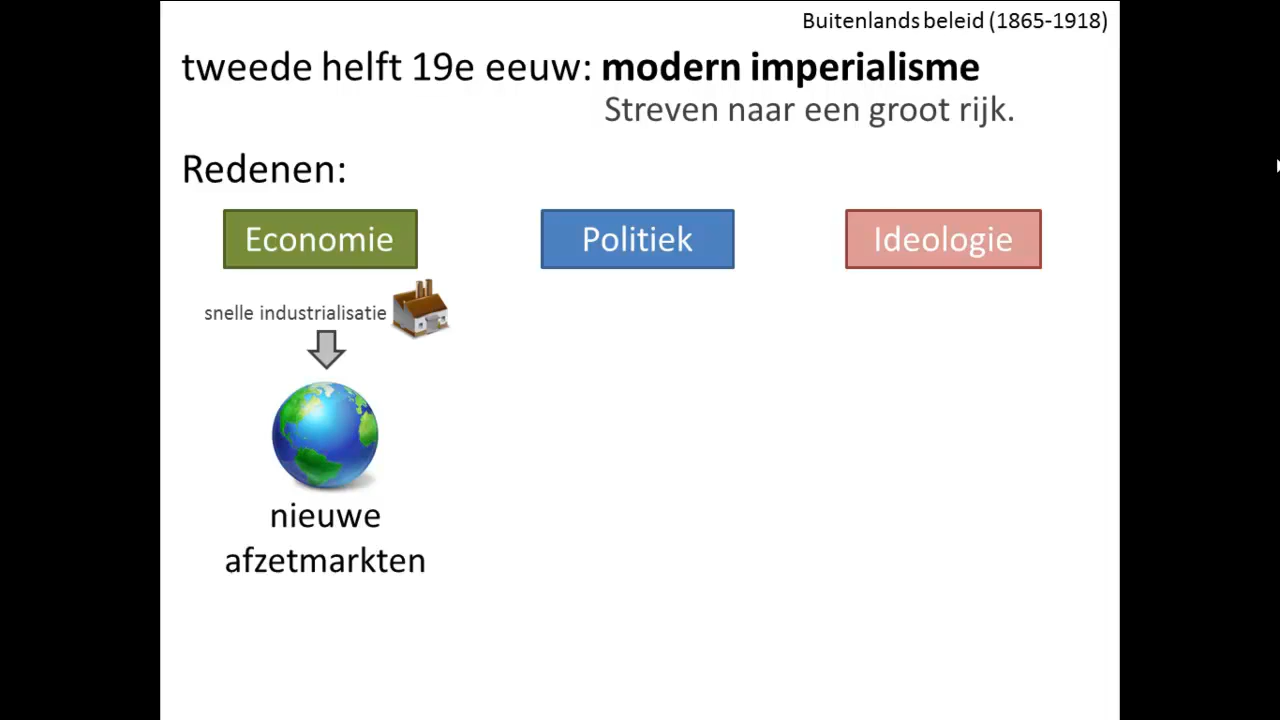 Buitenlands beleid (1865-1918)
tweede helft 19e eeuw: modern imperialisme
Streven naar een groot rijk.
Redenen:
Economie
Politiek
Ideologie
snelle industrialisatie
nieuwe
afzetmarkten